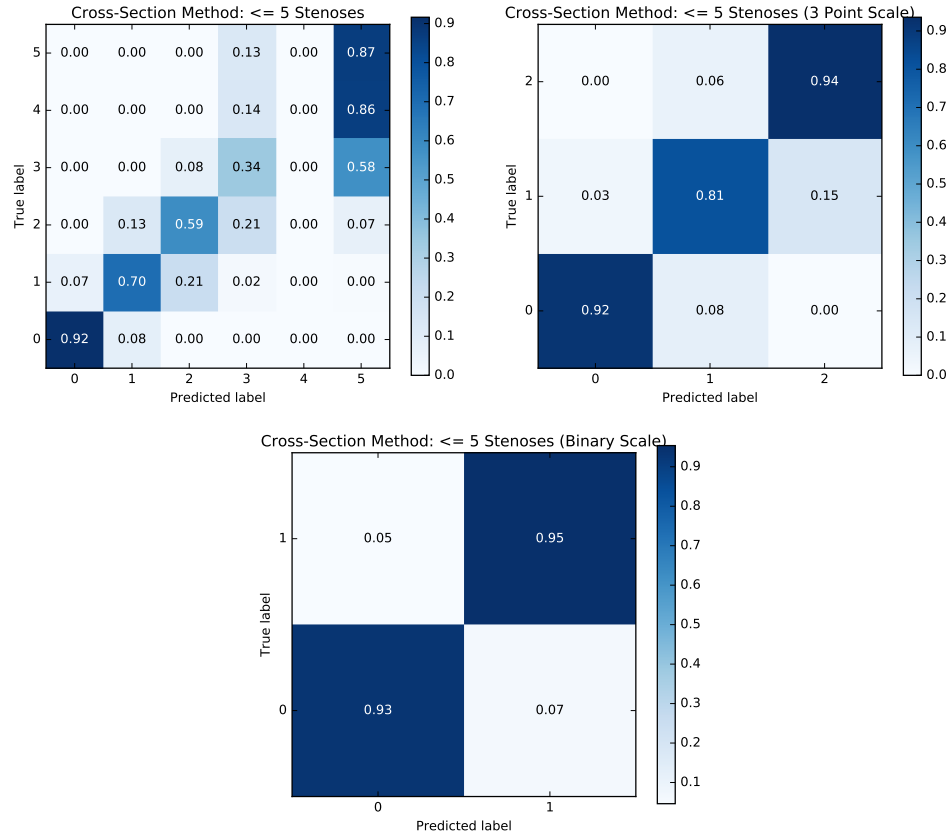 Cross-Section Method: <= 5 Stenoses
5 0.00 0.00 0.00 0.13 0.00 0.87
4 0.00 0.00 0.00 0.14 0.00 0.86
3 0.00 0.00 0.08 0.34 0.00 0.58
2 0.00 0.13 0.59 0.21 0.00 0.07
1 0.07 0.70 0.21 0.02 0.00 0.00
0 0.92 0.08 0.00 0.00 0.00 0.00
0 1 2 3 4 5
True label
Predicted label
0.9
0.8
0.7
0.6
0.5
0.4
0.3
0.2
0.1
0.0
Cross-Section Method: <= 5 Stenoses (3 Point Scale)
2 0.00 0.06 0.94
1 0.03 0.81 0.15
0 0.92 0.08 0.00
0 1 2
True label
Predicted label
0.9
0.8
0.7
0.6
0.5
0.4
0.3
0.2
0.1
0.0
Cross-Section Method: <= 5 Stenoses (Binary Scale)
1 0.05 0.95
0 0.93 0.07
0 1
True label
Predicted label
0.9
0.8
0.7
0.6
0.5
0.4
0.3
0.2
0.1